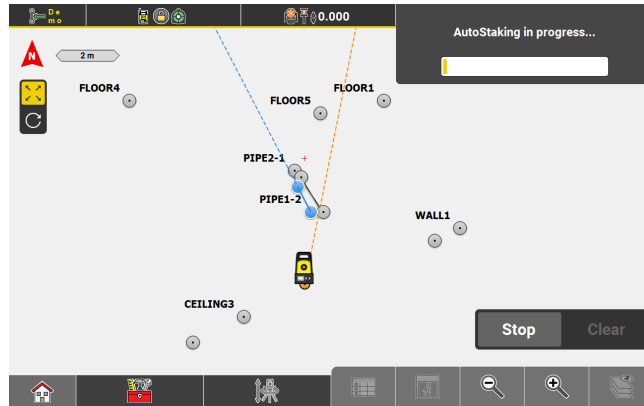 De
mo
0.000
AutoStaking in progress...
N
2 m
FLOOR4
FLOOR5
FLOOR1
PIPE2-1
PIPE1-2
WALL1
CEILING3
Stop
Clear